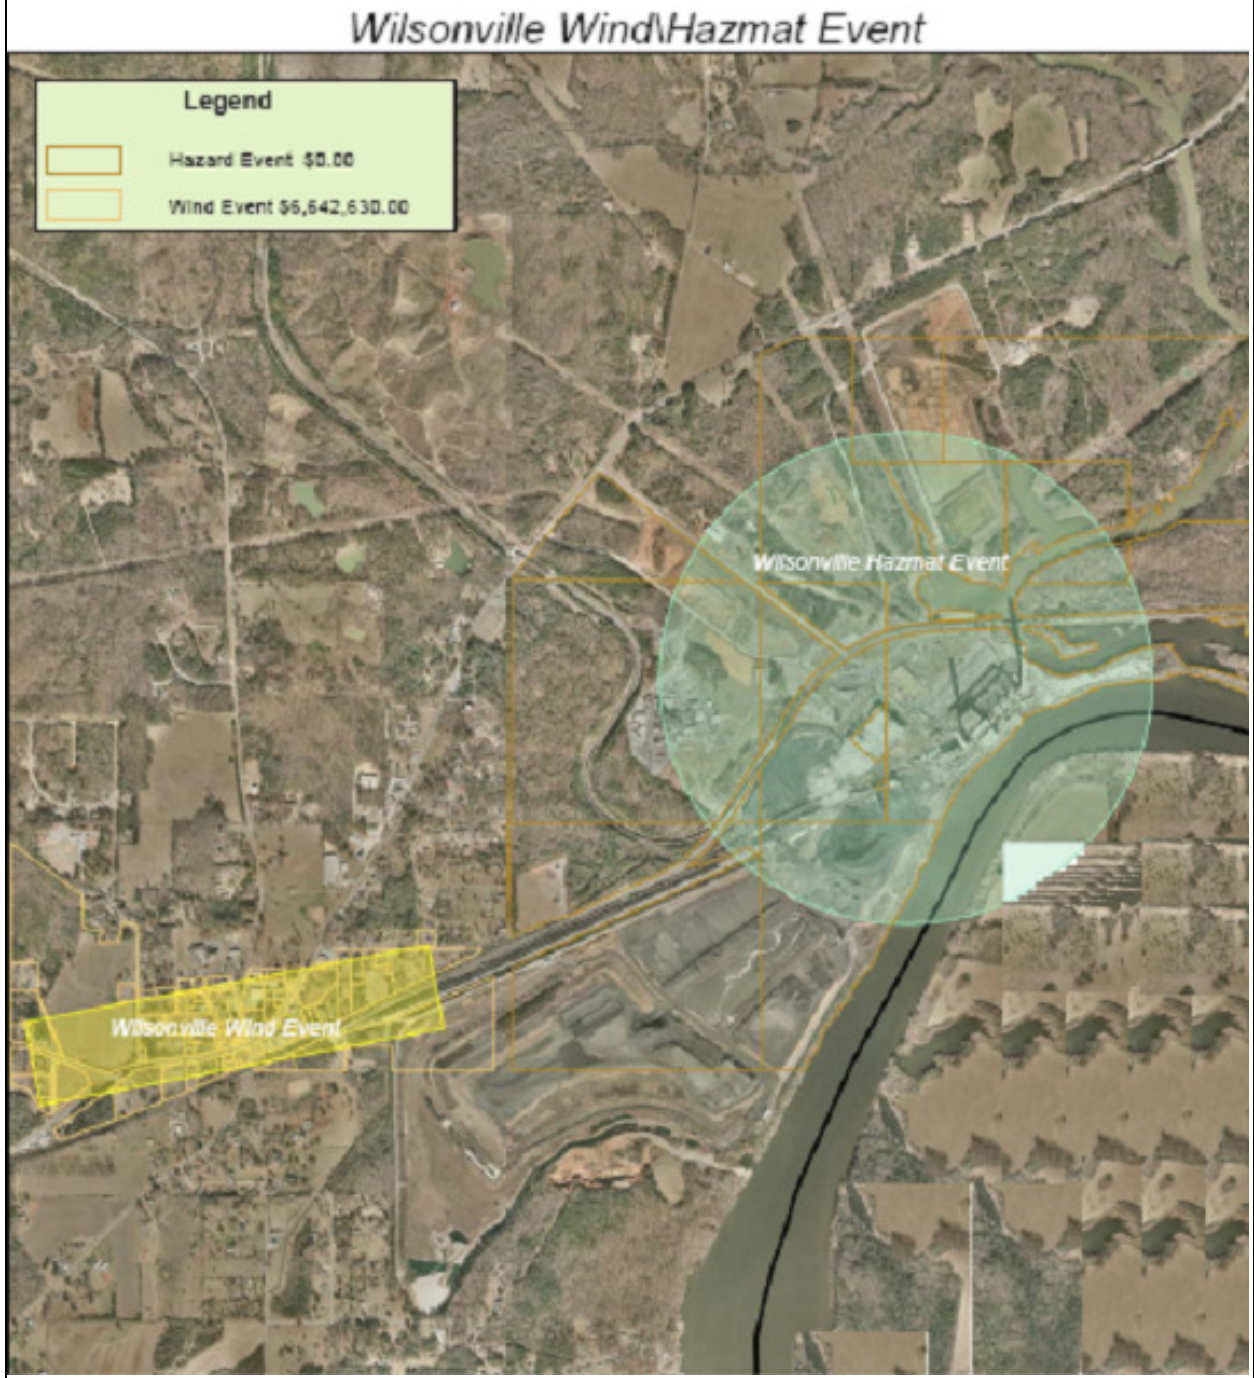 Wilsonville Wind\Hazmat Event
Legend
Hazard Event $0.00
Wind Event $6,642,630.00
Wilsonville Hazmat Event
Wilsonville Wind Event